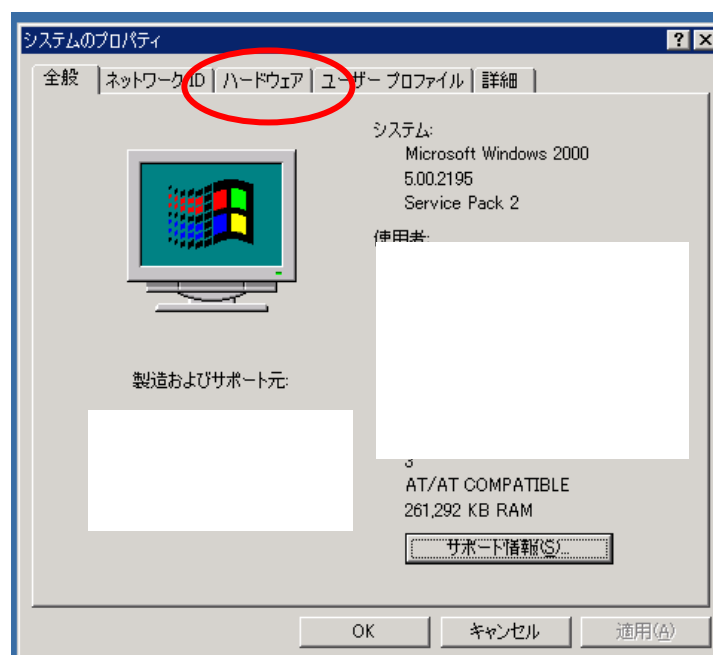 システムのプロパティ
全般 ネットワーク ID ハードウェア ユーザー プロファイル 詳細
システム:
Microsoft Windows 2000
5.00.2195
Service Pack 2
使用者:
製造およびサポート元:
3
AT/AT COMPATIBLE
261,292 KB RAM
サポート情報(S)...
OK キャンセル 適用(A)